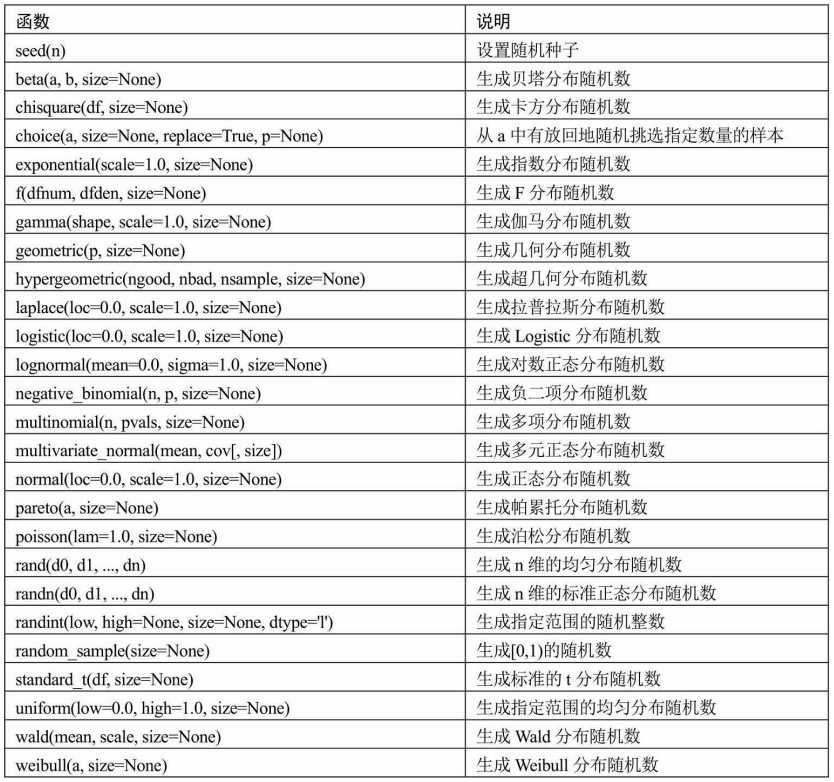 函数 说明
seed(n) 设置随机种子
beta(a, b, size=None) 生成贝塔分布随机数
chisquare(df, size=None) 生成卡方分布随机数
choice(a, size=None, replace=True, p=None) 从 a 中有放回地随机挑选指定数量的样本
exponential(scale=1.0, size=None) 生成指数分布随机数
f(dfnum, dfden, size=None) 生成 F 分布随机数
gamma(shape, scale=1.0, size=None) 生成伽马分布随机数
geometric(p, size=None) 生成几何分布随机数
hypergeometric(ngood, nbad, nsample, size=None) 生成超几何分布随机数
laplace(loc=0.0, scale=1.0, size=None) 生成拉普拉斯分布随机数
logistic(loc=0.0, scale=1.0, size=None) 生成 Logistic 分布随机数
lognormal(mean=0.0, sigma=1.0, size=None) 生成对数正态分布随机数
negative_binomial(n, p, size=None) 生成负二项分布随机数
multinomial(n, pvals, size=None) 生成多项分布随机数
multivariate_normal(mean, cov[, size]) 生成多元正态分布随机数
normal(loc=0.0, scale=1.0, size=None) 生成正态分布随机数
pareto(a, size=None) 生成帕累托分布随机数
poisson(lam=1.0, size=None) 生成泊松分布随机数
rand(d0, d1, ..., dn) 生成 n 维的均匀分布随机数
randn(d0, d1, ..., dn) 生成 n 维的标准正态分布随机数
randint(low, high=None, size=None, dtype='l') 生成指定范围的随机整数
random_sample(size=None) 生成[0,1)的随机数
standard_t(df, size=None) 生成标准的 t 分布随机数
uniform(low=0.0, high=1.0, size=None) 生成指定范围的均匀分布随机数
wald(mean, scale, size=None) 生成 Wald 分布随机数
weibull(a, size=None) 生成 Weibull 分布随机数